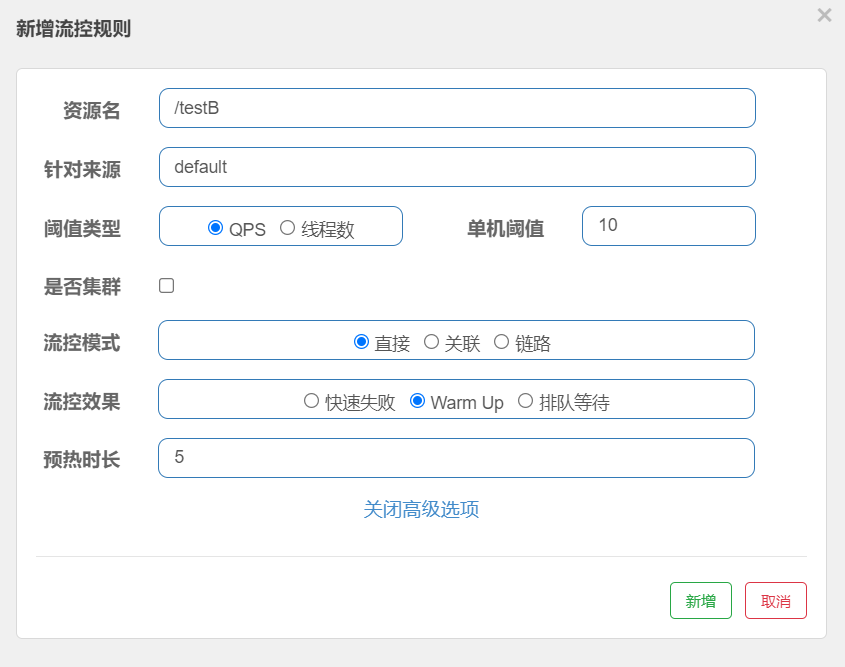 新增流控规则
×
资源名 /testB
针对来源 default
阈值类型 QPS 线程数 单机阈值 10
是否集群
流控模式 直接 关联 链路
流控效果 快速失败 Warm Up 排队等待
预热时长 5
关闭高级选项
新增 取消